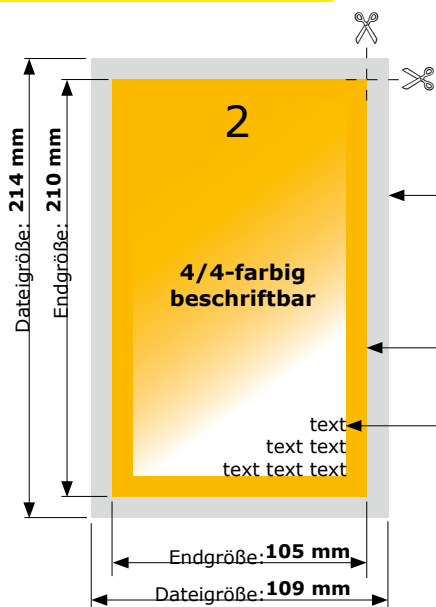 2
Dateigröße: 214 mm
Endgröße: 210 mm
4/4-farbig
beschriftbar
text
text text
text text text
Endgröße: 105 mm
Dateigröße: 109 mm